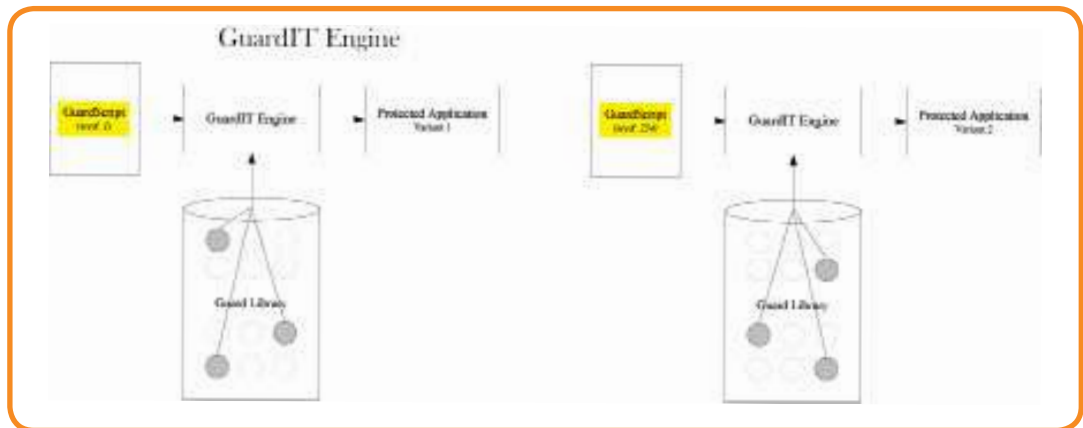 GuardIT Engine
GuardScript
GuardIT Engine
Protected Application
Variant 1
Guard Library
GuardScript
GuardIT Engine
Protected Application
Variant 2
Guard Library